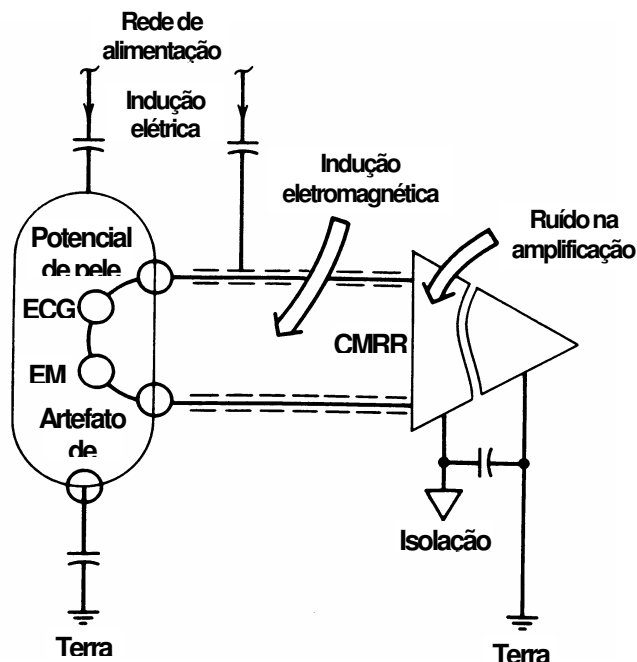 Rede de
alimentação
Indução
elétrica
Indução
eletromagnética
Ruído na
amplificação
Potencial
de pele
ECG
EM
Artefato
de
CMRR
Isolação
Terra
Terra